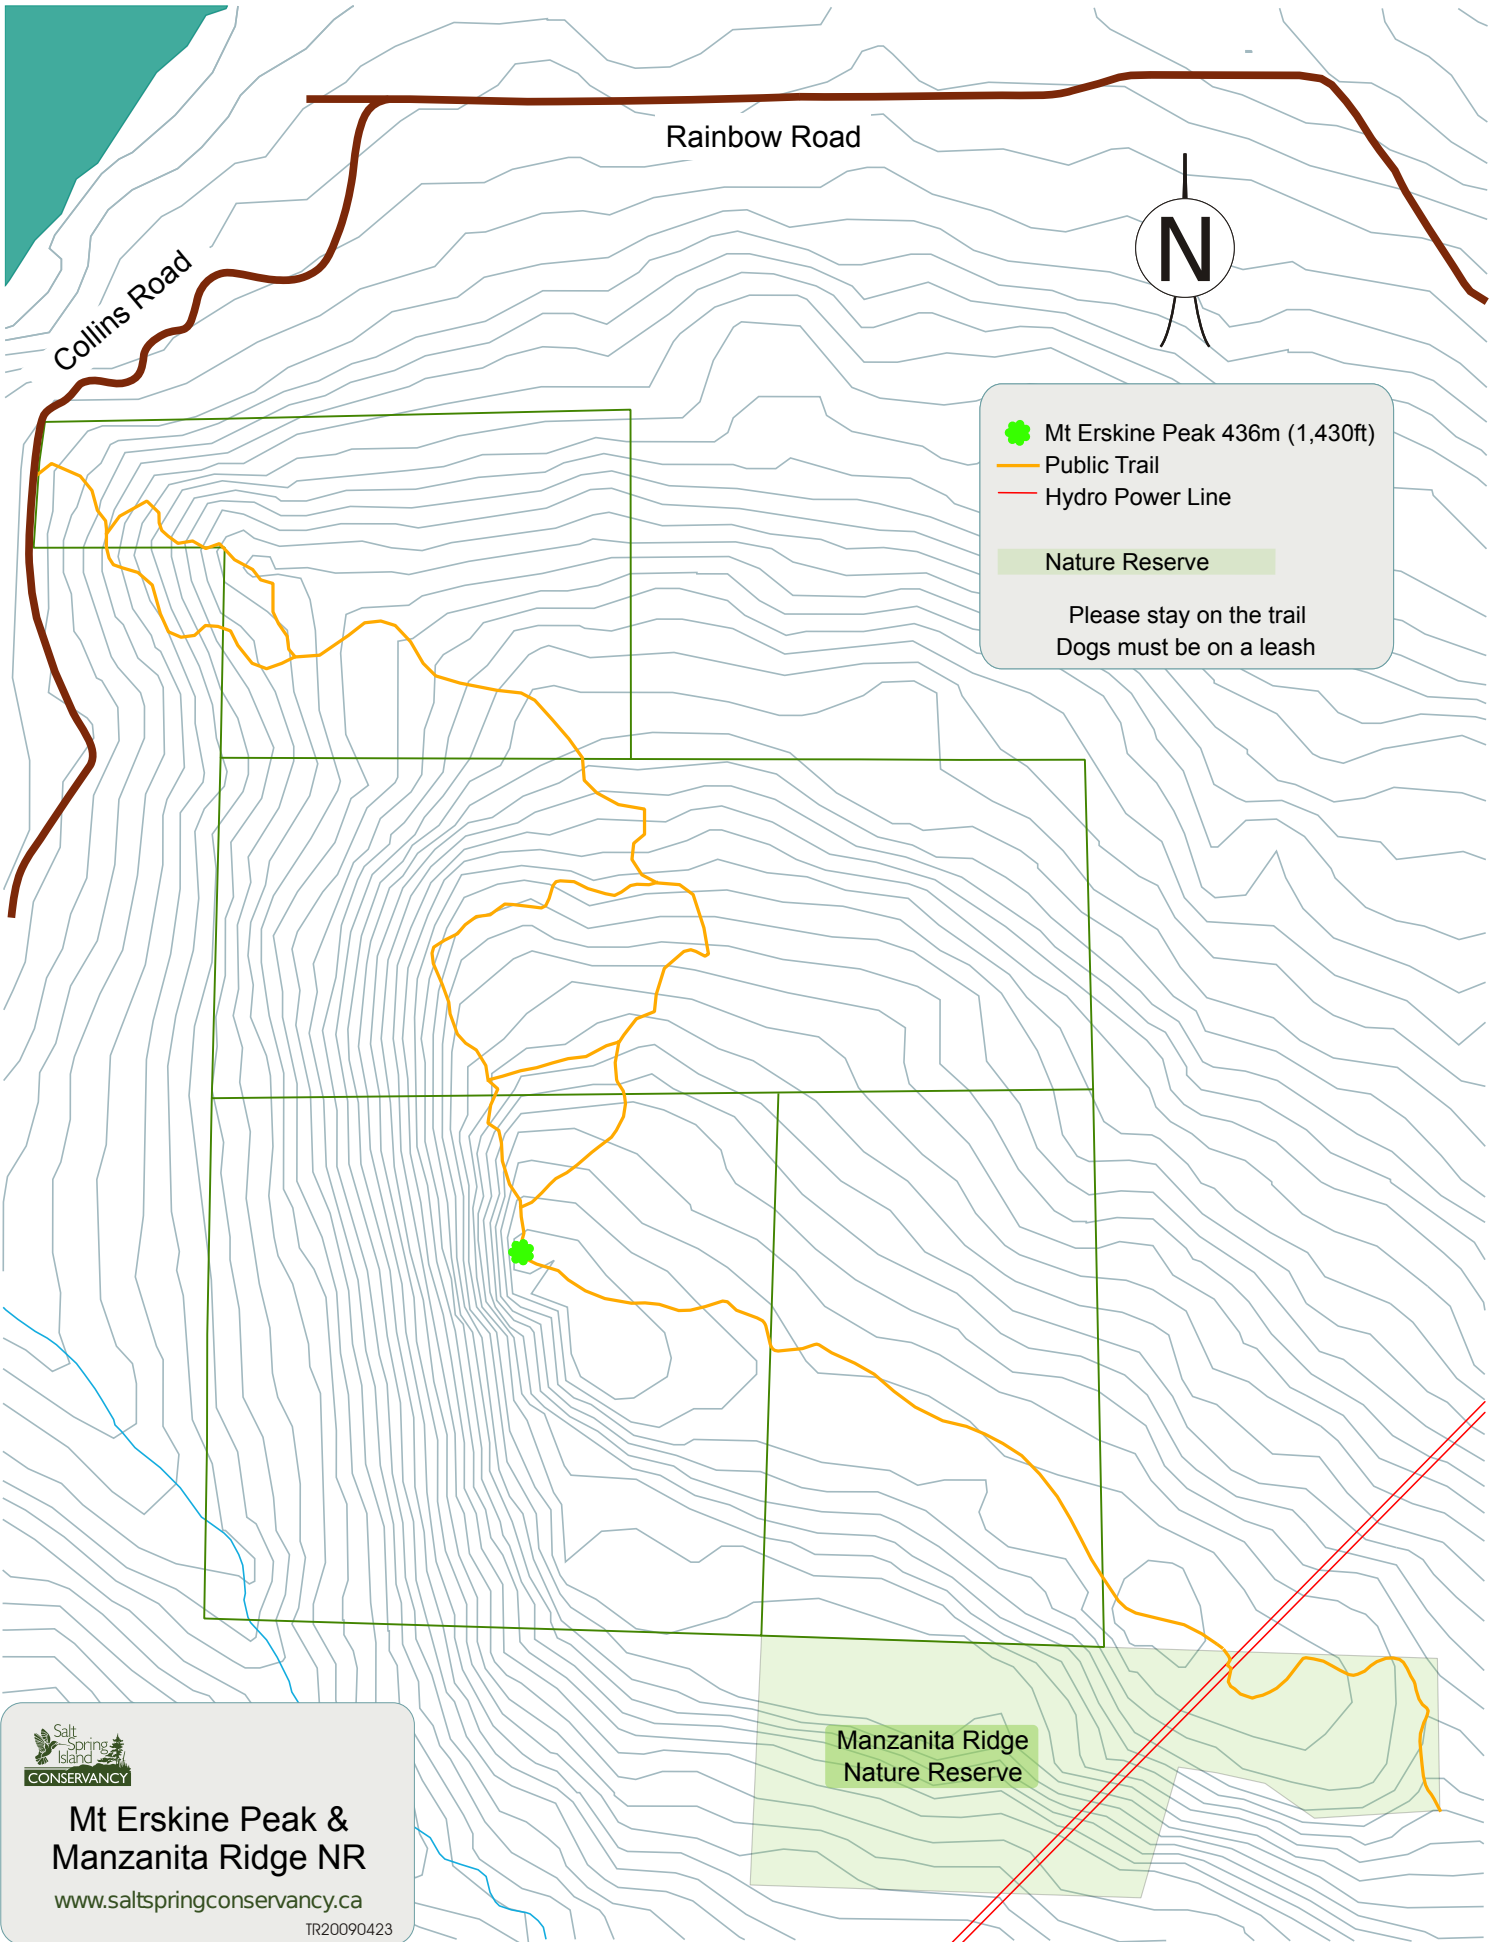 Rainbow Road
N
Collins Road
Mt Erskine Peak 436m (1,430ft)
Public Trail
Hydro Power Line
Nature Reserve
Please stay on the trail
Dogs must be on a leash
Manzanita Ridge
Nature Reserve
Salt
Spring
Island
CONSERVANCY
Mt Erskine Peak &
Manzanita Ridge NR
www.saltspringconservancy.ca
TR20090423